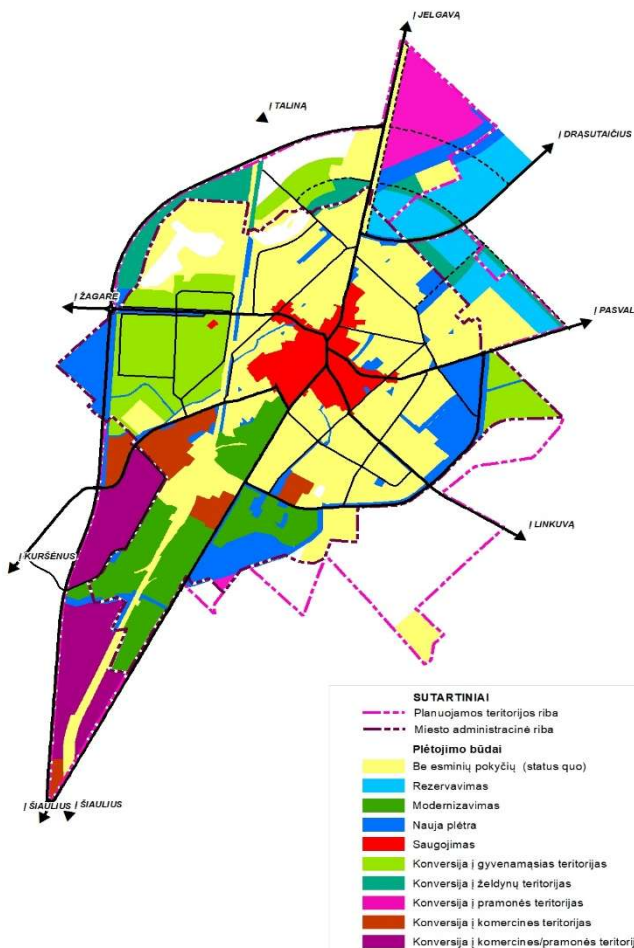 Į JELGAVĄ
Į TALINĄ
Į DRĄSUTAIČIUS
Į ŽAGARĘ
Į PASVAL
Į LINKUVĄ
Į KURŠĖNUS
Į ŠIAULIUS
Į ŠIAULIUS
SUTARTINIAI
Planuojamos teritorijos riba
Miesto administracinė riba
Plėtojimo būdai
Be esminių pokyčių (status quo)
Rezervavimas
Modernizavimas
Nauja plėtra
Saugojimas
Konversija į gyvenamąsias teritorijas
Konversija į želdynų teritorijas
Konversija į pramonės teritorijas
Konversija į komercines teritorijas
Konversija į komercines/pramonės teritorij